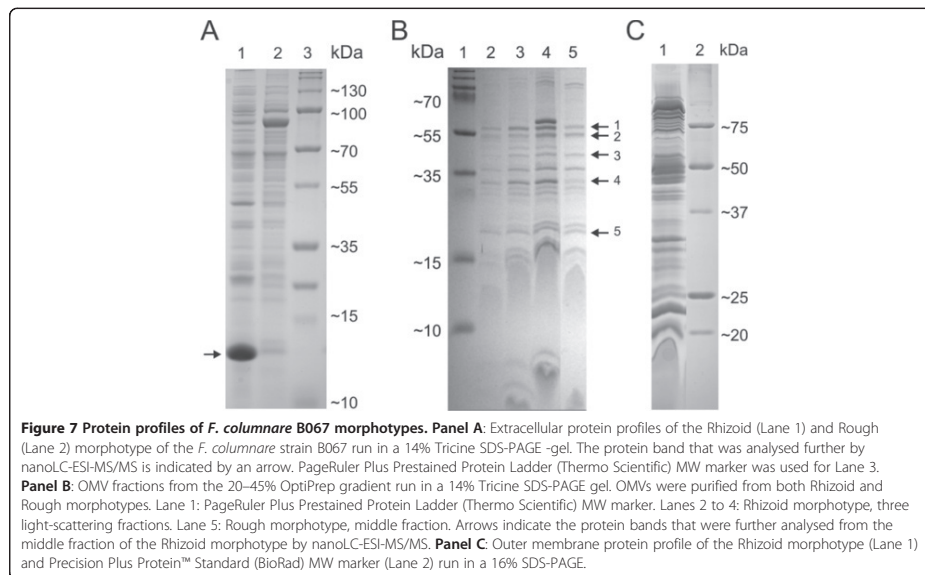 A B C
1 2 3 kDa
kDa 1 2 3 4 5
1 2 kDa
~130
~100
~70
~55
~35
~15
~10
~70
~55
~35
~15
~10
1
2
3
4
5
~75
~50
~37
~25
~20
Figure 7 Protein profiles of F. columnare B067 morphotypes. Panel A: Extracellular protein profiles of the Rhizoid (Lane 1) and Rough
(Lane 2) morphotype of the F. columnare strain B067 run in a 14% Tricine SDS-PAGE -gel. The protein band that was analysed further by
nanoLC-ESI-MS/MS is indicated by an arrow. PageRuler Plus Prestained Protein Ladder (Thermo Scientific) MW marker was used for Lane 3.
Panel B: OMV fractions from the 20–45% OptiPrep gradient run in a 14% Tricine SDS-PAGE gel. OMVs were purified from both Rhizoid and
Rough morphotypes. Lane 1: PageRuler Plus Prestained Protein Ladder (Thermo Scientific) MW marker. Lanes 2 to 4: Rhizoid morphotype, three
light-scattering fractions. Lane 5: Rough morphotype, middle fraction. Arrows indicate the protein bands that were further analysed from the
middle fraction of the Rhizoid morphotype by nanoLC-ESI-MS/MS. Panel C: Outer membrane protein profile of the Rhizoid morphotype (Lane 1)
and Precision Plus Protein™ Standard (BioRad) MW marker (Lane 2) run in a 16% SDS-PAGE.